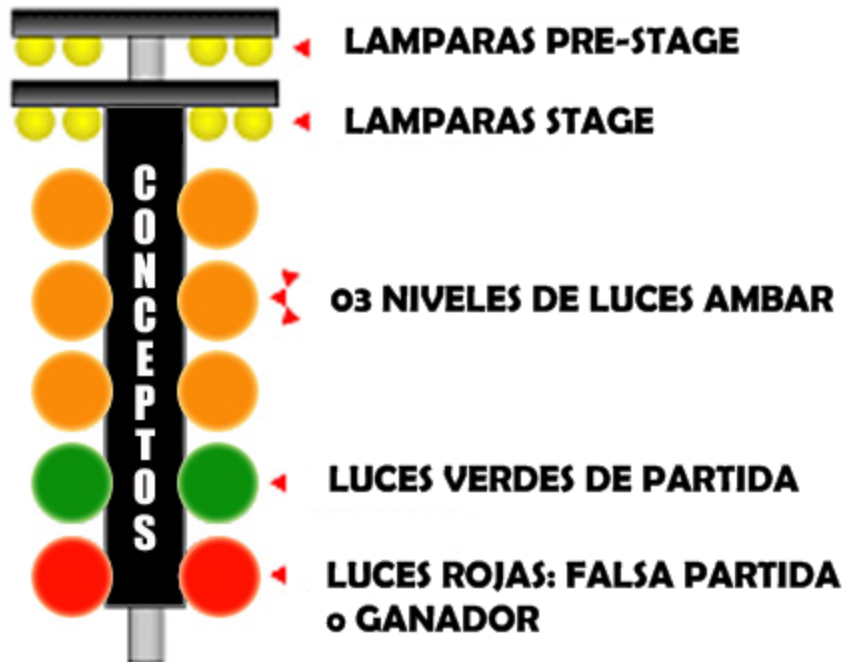 LAMPARAS PRE-STAGE
LAMPARAS STAGE
CONCEPTOS
03 NIVELES DE LUCES AMBAR
LUCES VERDES DE PARTIDA
LUCES ROJAS: FALSA PARTIDA
o GANADOR